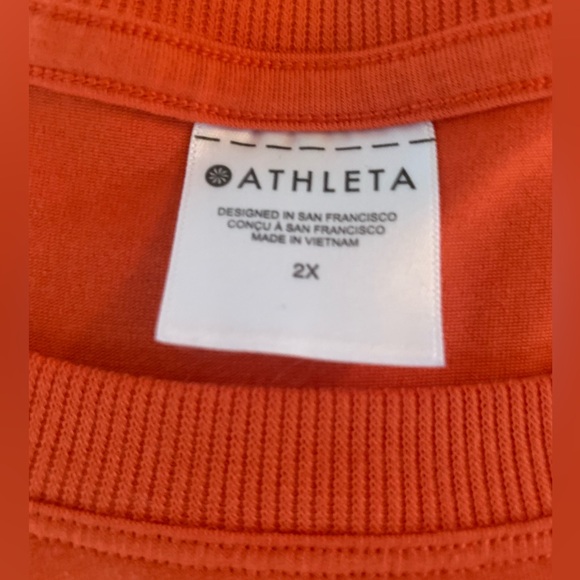 ATHLETA
DESIGNED IN SAN FRANCISCO
CONÇU À SAN FRANCISCO
MADE IN VIETNAM
2X